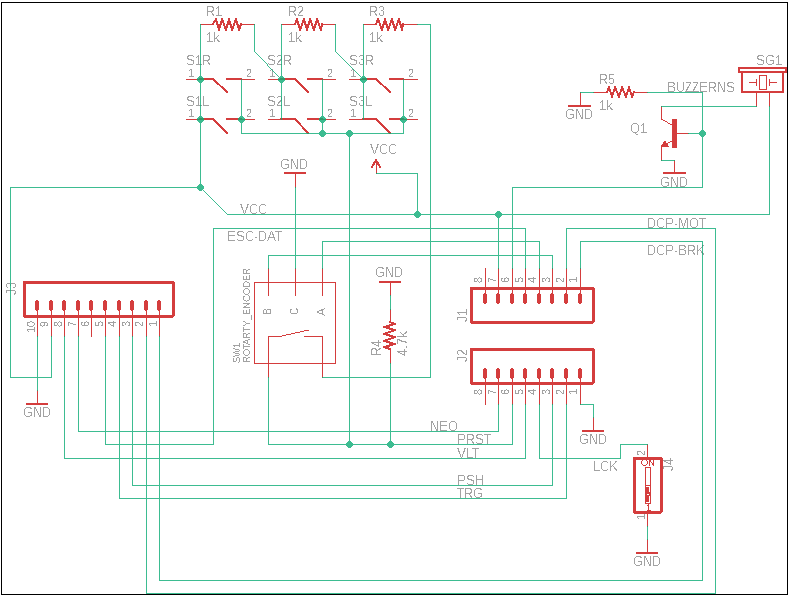 R1
R2
R3
1k
1k
1k
S1R
S2R
S3R
1
2
1
2
1
2
S1L
S2L
S3L
1
2
1
2
1
2
SG1
R5
BUZZERNS
1k
GND
Q1
GND
VCC
GND
VCC
ESC-DAT
DCP-MOT
DCP-BRK
J3
10
9
8
7
6
5
4
3
2
1
GND
SW1
ROTARTY_ENCODER
B
C
A
GND
R4
4.7k
J1
8
7
6
5
4
3
2
1
J2
8
7
6
5
4
3
2
1
GND
NEO
PRST
VLT
PSH
TRG
LCK
2
ON
J4
1
GND